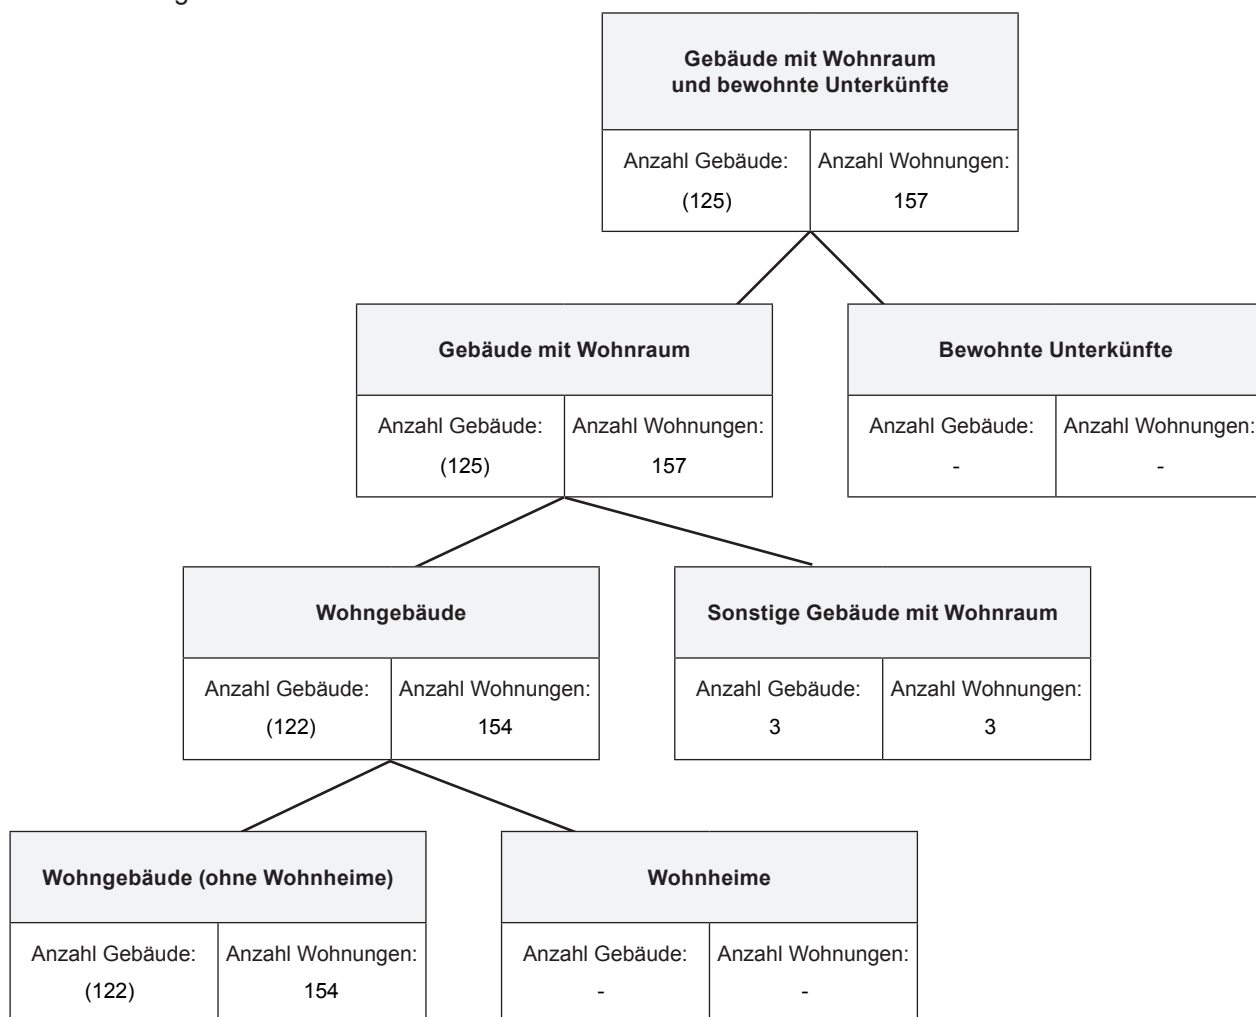 Gebäude mit Wohnraum
und bewohnte Unterkünfte
Anzahl Gebäude: Anzahl Wohnungen:
(125) 157
Gebäude mit Wohnraum
Anzahl Gebäude: Anzahl Wohnungen:
(125) 157
Bewohnte Unterkünfte
Anzahl Gebäude: Anzahl Wohnungen:
- -
Wohngebäude
Anzahl Gebäude: Anzahl Wohnungen:
(122) 154
Sonstige Gebäude mit Wohnraum
Anzahl Gebäude: Anzahl Wohnungen:
3 3
Wohngebäude (ohne Wohnheime)
Anzahl Gebäude: Anzahl Wohnungen:
(122) 154
Wohnheime
Anzahl Gebäude: Anzahl Wohnungen:
- -